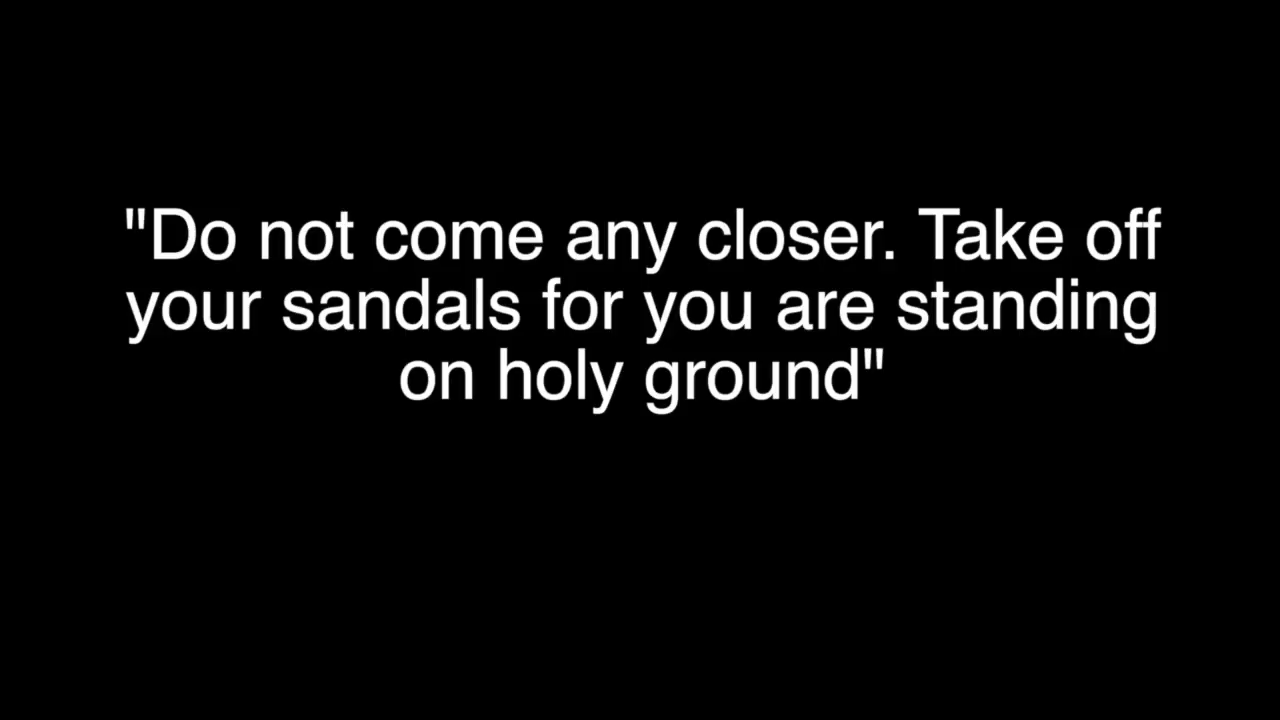 "Do not come any closer. Take off
your sandals for you are standing
on holy ground"